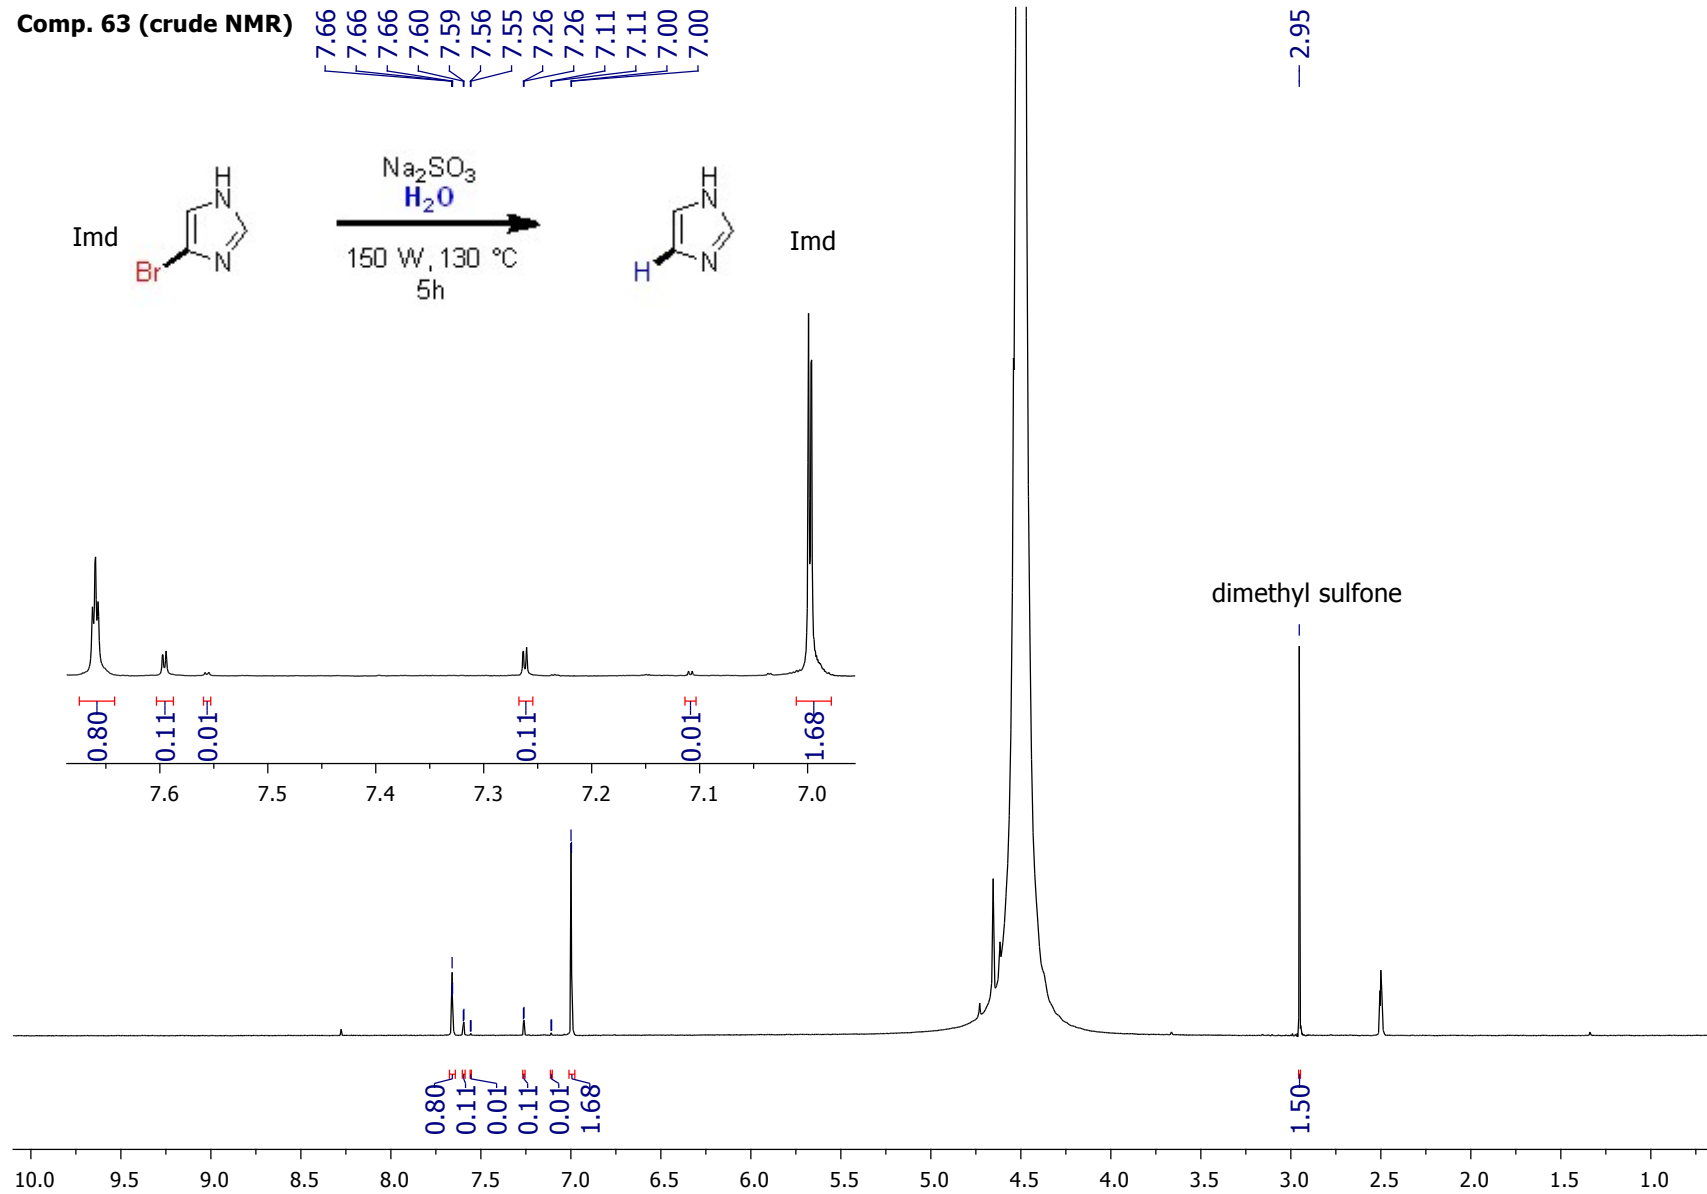 Comp. 63 (crude NMR)
7.66
7.66
7.66
7.60
7.59
7.56
7.55
7.26
7.26
7.11
7.11
7.00
7.00
2.95
Imd
Br
H
N
N
Na₂SO₃
H₂O
150 W, 130 °C
5h
H
H
N
N
Imd
dimethyl sulfone
0.80
0.11
0.01
0.11
0.01
1.68
7.6 7.5 7.4 7.3 7.2 7.1 7.0
0.80
0.11
0.01
0.11
0.01
1.68
1.50
10.0 9.5 9.0 8.5 8.0 7.5 7.0 6.5 6.0 5.5 5.0 4.5 4.0 3.5 3.0 2.5 2.0 1.5 1.0